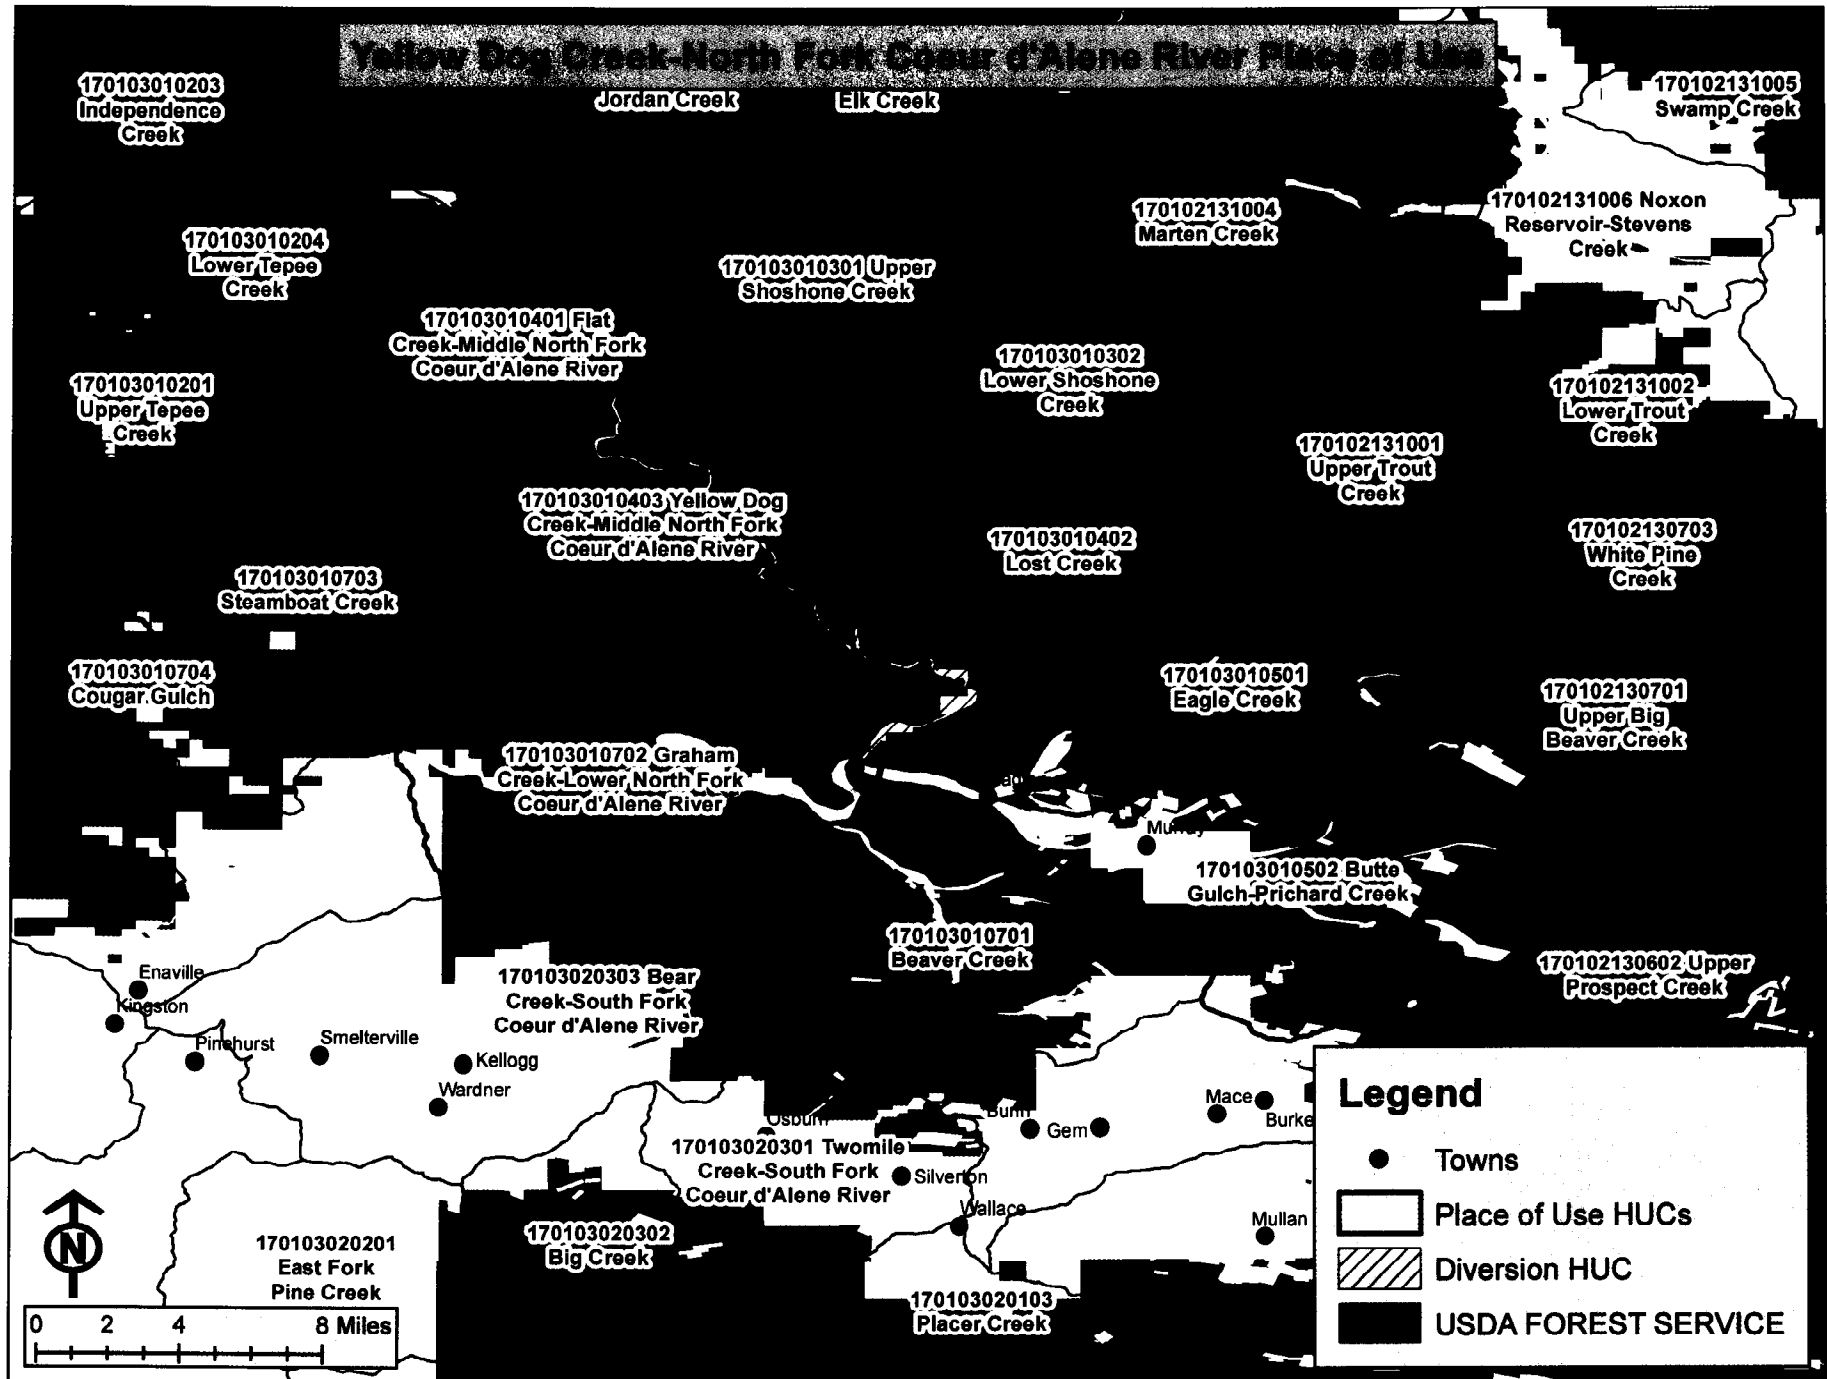 Yellow Dog Creek-North Fork Coeur d'Alene River Place of Use
170103010203
Independence
Creek
Jordan Creek
Elk Creek
170102131005
Swamp Creek
170102131004
Marten Creek
170102131006 Noxon
Reservoir-Stevens
Creek
170103010204
Lower Tepee
Creek
170103010301 Upper
Shoshone Creek
170103010401 Flat
Creek-Middle North Fork
Coeur d'Alene River
170103010302
Lower Shoshone
Creek
170103010201
Upper Tepee
Creek
170102131002
Lower Trout
Creek
170102131001
Upper Trout
Creek
170103010403 Yellow Dog
Creek-Middle North Fork
Coeur d'Alene River
170103010402
Lost Creek
170102130703
White Pine
Creek
170103010703
Steamboat Creek
170103010704
Cougar Gulch
170103010501
Eagle Creek
170102130701
Upper Big
Beaver Creek
170103010702 Graham
Creek-Lower North Fork
Coeur d'Alene River
Murray
170103010502 Butte
Gulch-Prichard Creek
170103010701
Beaver Creek
170102130602 Upper
Prospect Creek
Enaville
Kingston
170103020303 Bear
Creek-South Fork
Coeur d'Alene River
Pinehurst
Smelterville
Kellogg
Wardner
Osburn
Bunn
Gem
Mace
Burke
170103020301 Twomile
Creek-South Fork
Coeur d'Alene River
Silverton
Wallace
Mullan
170103020302
Big Creek
170103020201
East Fork
Pine Creek
170103020103
Placer Creek
N
0 2 4 8 Miles
Legend
Towns
Place of Use HUCs
Diversion HUC
USDA FOREST SERVICE